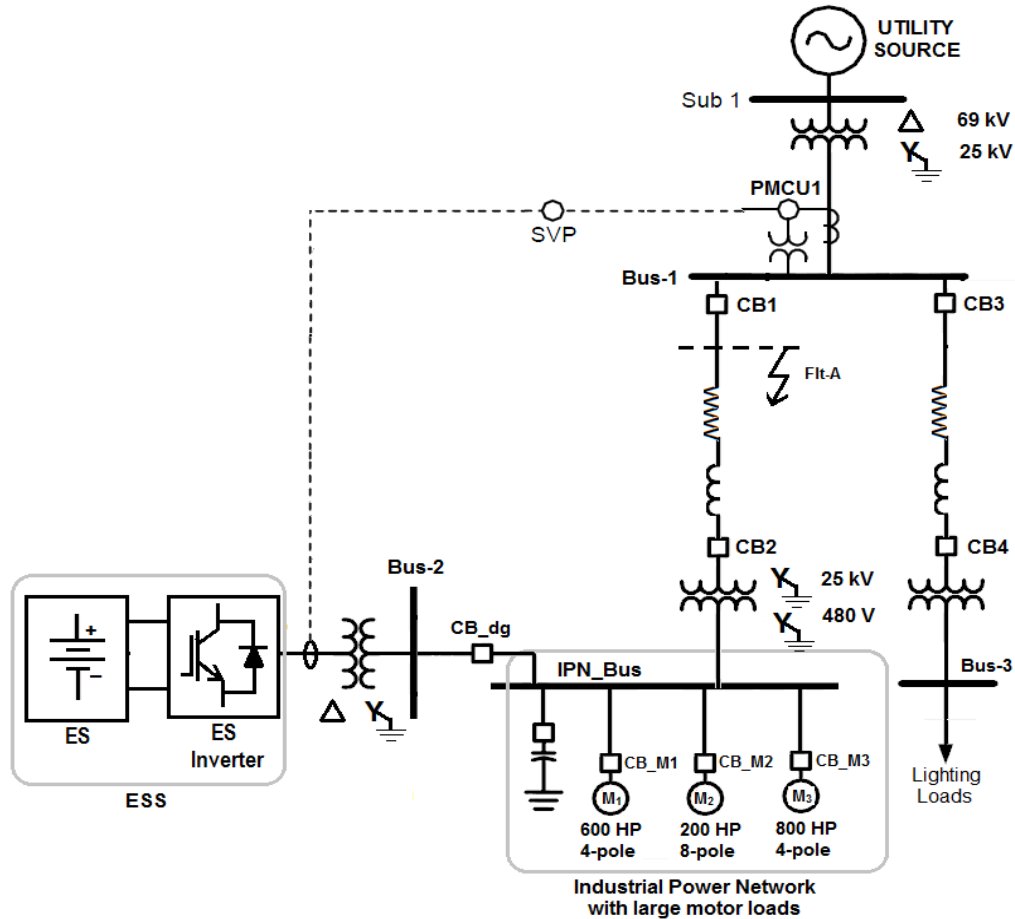 UTILITY
SOURCE
Sub 1
69 kV
25 kV
PMCU1
SVP
Bus-1
CB1
CB3
Flt-A
CB2
CB4
Bus-2
25 kV
480 V
CB_dg
IPN_Bus
Bus-3
+
−
ES
ES
Inverter
ESS
CB_M1
CB_M2
CB_M3
M1
M2
M3
600 HP
4-pole
200 HP
8-pole
800 HP
4-pole
Lighting
Loads
Industrial Power Network
with large motor loads